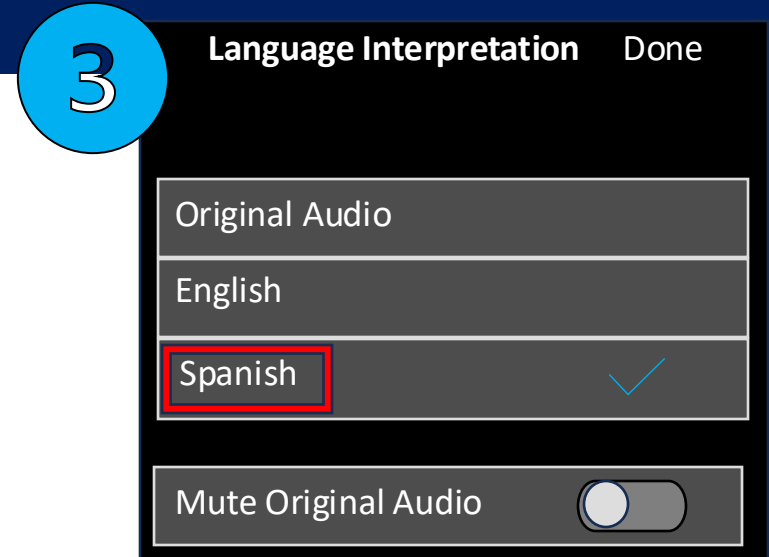 3
Language Interpretation Done
Original Audio
English
Spanish
Mute Original Audio